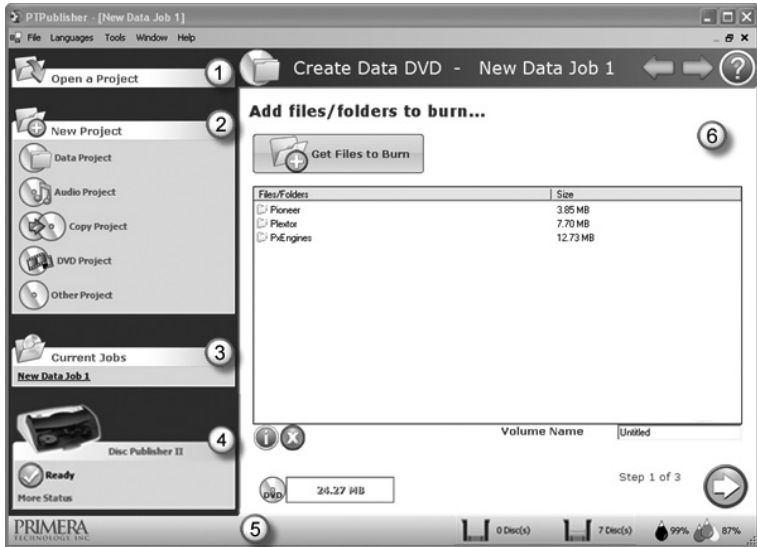 PTPublisher - [New Data Job 1]
File Languages Tools Window Help
Open a Project
1
Create Data DVD - New Data Job 1
?
New Project
2
Data Project
Audio Project
Copy Project
DVD Project
Other Project
Add files/folders to burn...
6
Get Files to Burn
Files/Folders Size
Pioneer 3.85 MB
Plextor 7.70 MB
PxEngines 12.73 MB
Current Jobs
3
New Data Job 1
Disc Publisher II
4
Ready
More Status
i
Volume Name Untitled
DVD
24.27 MB
Step 1 of 3
PRIMERA
TECHNOLOGY INC
5
0 Disc(s) 7 Disc(s) 99% 87%